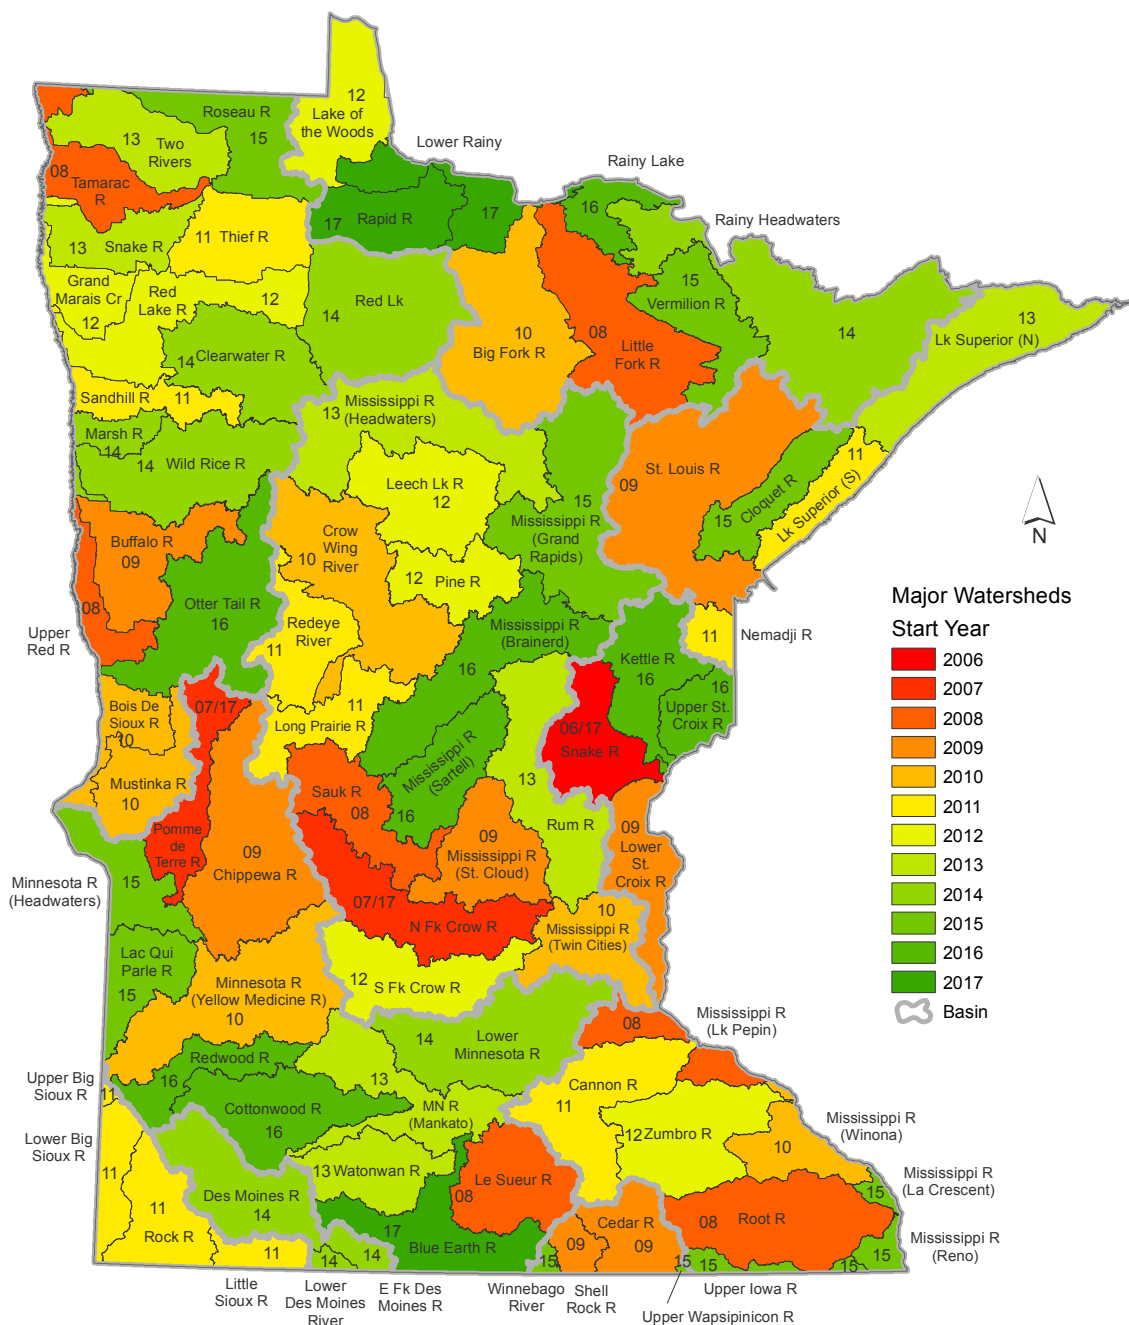 12
Lake of
the Woods
Roseau R
15
13
Two
Rivers
Lower Rainy
Rainy Lake
08
Tamarac
R
16
17
Rapid R
17
Rainy Headwaters
11
Thief R
13
Snake R
Grand
Marais Cr
12
Red
Lake R
12
Red Lk
14
15
Vermilion R
13
Lk Superior (N)
10
Big Fork R
08
Little
Fork R
14
14
Clearwater R
Sandhill R
11
13
Mississippi R
(Headwaters)
Marsh R
14
14
Wild Rice R
Leech Lk R
12
St. Louis R
09
11
Lk Superior (S)
Cloquet R
15
15
Mississippi R
(Grand
Rapids)
Buffalo R
09
Crow
Wing
River
10
N
12
Pine R
08
Otter Tail R
16
Major Watersheds
Start Year
2006
2007
2008
2009
2010
2011
2012
2013
2014
2015
2016
2017
Basin
Upper
Red R
Redeye
River
11
Mississippi R
(Brainerd)
16
Kettle R
16
11
Nemadji R
16
Upper St.
Croix R
07/17
Bois De
Sioux R
10
11
Long Prairie R
06/17
Snake R
Mississippi R
(Sartell)
16
13
Rum R
Mustinka R
10
Sauk R
08
Pomme
de
Terre R
09
Chippewa R
09
Mississippi R
(St. Cloud)
09
Lower
St.
Croix R
Minnesota R
(Headwaters)
15
07/17
N Fk Crow R
10
Mississippi R
(Twin Cities)
Lac Qui
Parle R
15
12
S Fk Crow R
Minnesota R
(Yellow Medicine R)
10
Mississippi R
(Lk Pepin)
08
14
Lower
Minnesota R
Redwood R
16
13
Cannon R
11
Upper Big
Sioux R
11
Cottonwood R
16
MN R
(Mankato)
12
Zumbro R
Mississippi R
(Winona)
10
Lower Big
Sioux R
11
13
Watonwan R
Le Sueur R
08
Mississippi R
(La Crescent)
15
11
Rock R
Des Moines R
14
17
Blue Earth R
Cedar R
09
09
08
Root R
Mississippi R
(Reno)
15
11
14
14
15
15
15
15
Little
Sioux R
Lower
Des Moines
River
E Fk Des
Moines R
Winnebago
River
Shell
Rock R
Upper Iowa R
Upper Wapsipinicon R